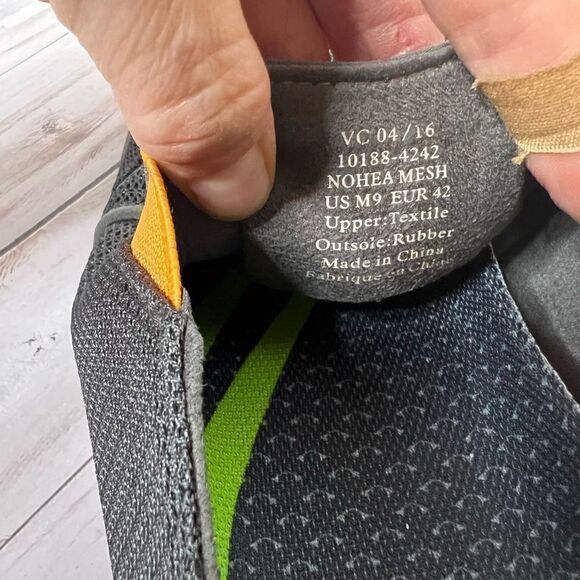 VC 04/16
10188-4242
NOHEA MESH
US M9 EUR 42
Upper:Textile
Outsole:Rubber
Made in China
Fabriqué en Chine